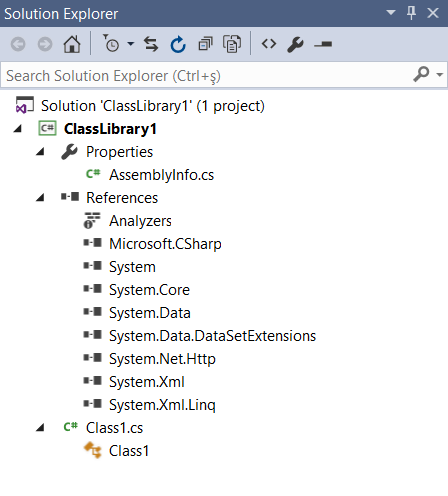 Solution Explorer
Search Solution Explorer (Ctrl+ş)
Solution 'ClassLibrary1' (1 project)
C# ClassLibrary1
Properties
C# AssemblyInfo.cs
References
Analyzers
Microsoft.CSharp
System
System.Core
System.Data
System.Data.DataSetExtensions
System.Net.Http
System.Xml
System.Xml.Linq
C# Class1.cs
Class1